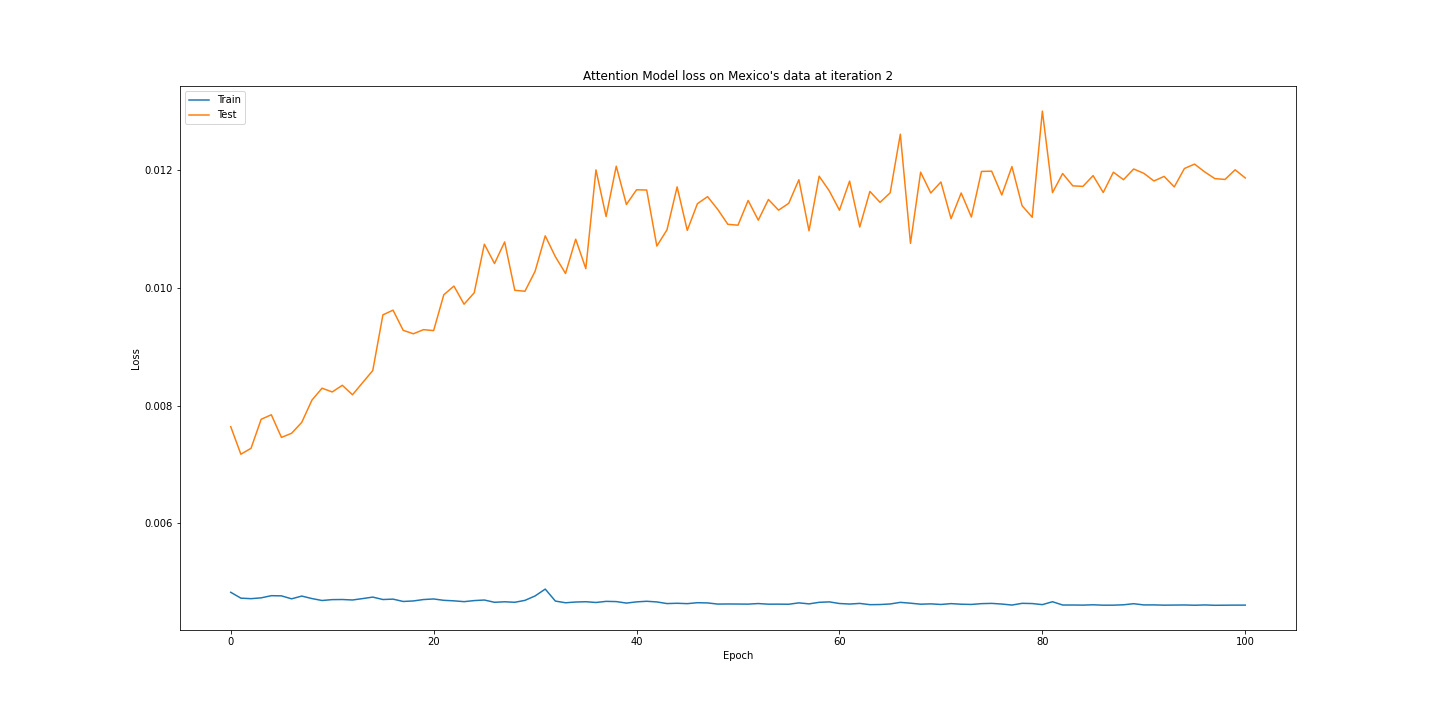 Attention Model loss on Mexico's data at iteration 2
Train
Test
0.012
0.010
0.008
0.006
Loss
0 20 40 60 80 100
Epoch